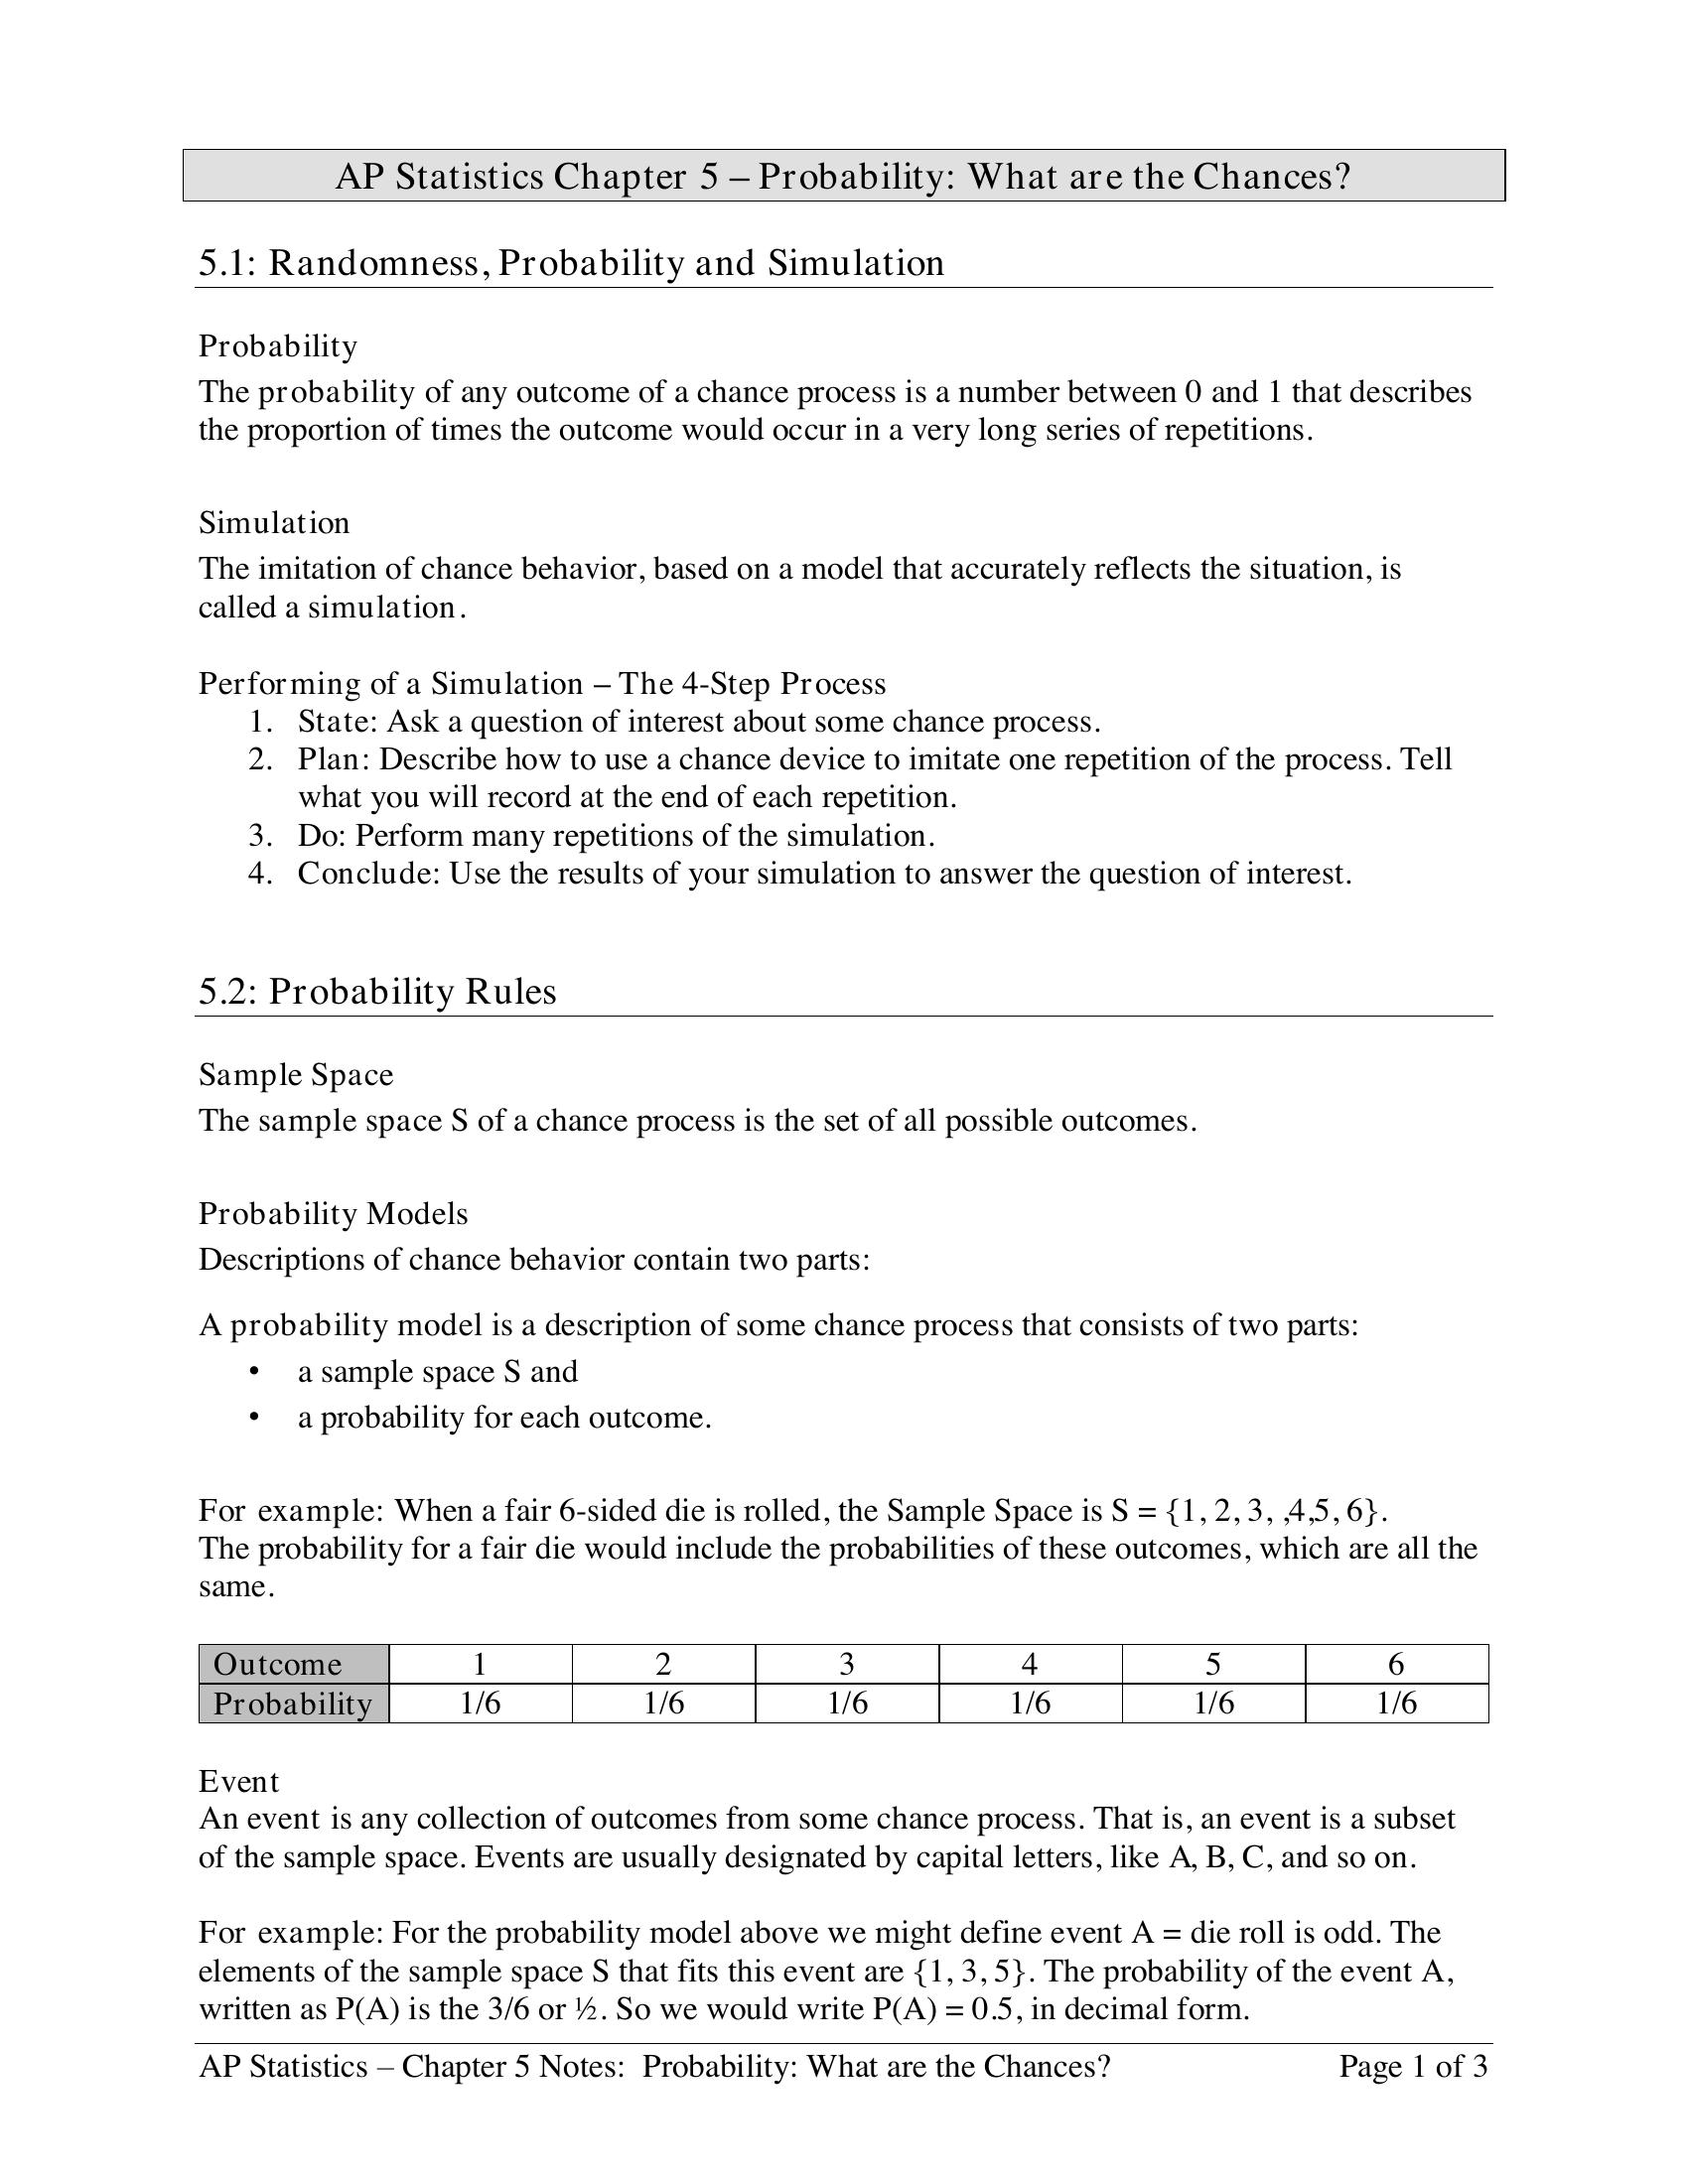 AP Statistics Chapter 5 – Probability: What are the Chances?
5.1: Randomness, Probability and Simulation
Probability
The probability of any outcome of a chance process is a number between 0 and 1 that describes
the proportion of times the outcome would occur in a very long series of repetitions.
Simulation
The imitation of chance behavior, based on a model that accurately reflects the situation, is
called a simulation.
Performing of a Simulation – The 4-Step Process
1. State: Ask a question of interest about some chance process.
2. Plan: Describe how to use a chance device to imitate one repetition of the process. Tell
what you will record at the end of each repetition.
3. Do: Perform many repetitions of the simulation.
4. Conclude: Use the results of your simulation to answer the question of interest.
5.2: Probability Rules
Sample Space
The sample space S of a chance process is the set of all possible outcomes.
Probability Models
Descriptions of chance behavior contain two parts:
A probability model is a description of some chance process that consists of two parts:
• a sample space S and
• a probability for each outcome.
For example: When a fair 6-sided die is rolled, the Sample Space is S = {1, 2, 3, ,4,5, 6}.
The probability for a fair die would include the probabilities of these outcomes, which are all the
same.
Outcome 1 2 3 4 5 6
Probability 1/6 1/6 1/6 1/6 1/6 1/6
Event
An event is any collection of outcomes from some chance process. That is, an event is a subset
of the sample space. Events are usually designated by capital letters, like A, B, C, and so on.
For example: For the probability model above we might define event A = die roll is odd. The
elements of the sample space S that fits this event are {1, 3, 5}. The probability of the event A,
written as P(A) is the 3/6 or ½. So we would write P(A) = 0.5, in decimal form.
AP Statistics – Chapter 5 Notes: Probability: What are the Chances? Page 1 of 3